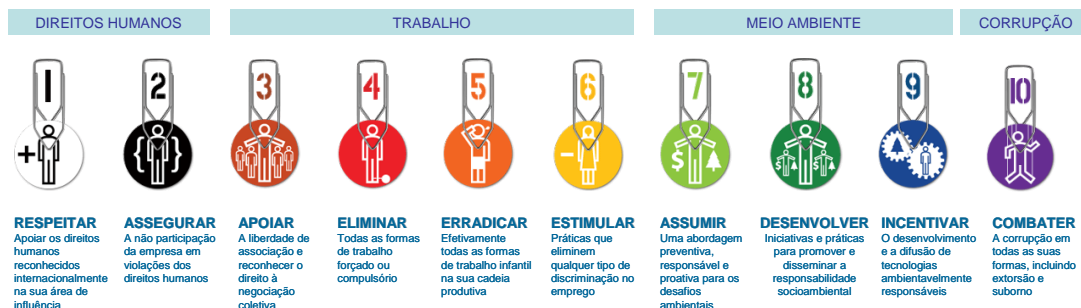 DIREITOS HUMANOS
TRABALHO
MEIO AMBIENTE
CORRUPÇÃO
1
2
3
4
5
6
7
8
9
10
+
{ }
-
$
$ $
RESPEITAR
Apoiar os direitos
humanos
reconhecidos
internacionalmente
na sua área de
influência
ASSEGURAR
A não participação
da empresa em
violações dos
direitos humanos
APOIAR
A liberdade de
associação e
reconhecer o
direito à
negociação
coletiva
ELIMINAR
Todas as formas
de trabalho
forçado ou
compulsório
ERRADICAR
Efetivamente
todas as formas
de trabalho infantil
na sua cadeia
produtiva
ESTIMULAR
Práticas que
eliminem
qualquer tipo de
discriminação no
emprego
ASSUMIR
Uma abordagem
preventiva,
responsável e
proativa para os
desafios
ambientais
DESENVOLVER
Iniciativas e práticas
para promover e
disseminar a
responsabilidade
socioambiental
INCENTIVAR
O desenvolvimento
e a difusão de
tecnologias
ambientavelmente
responsáveis
COMBATER
A corrupção em
todas as suas
formas, incluindo
extorsão e
suborno